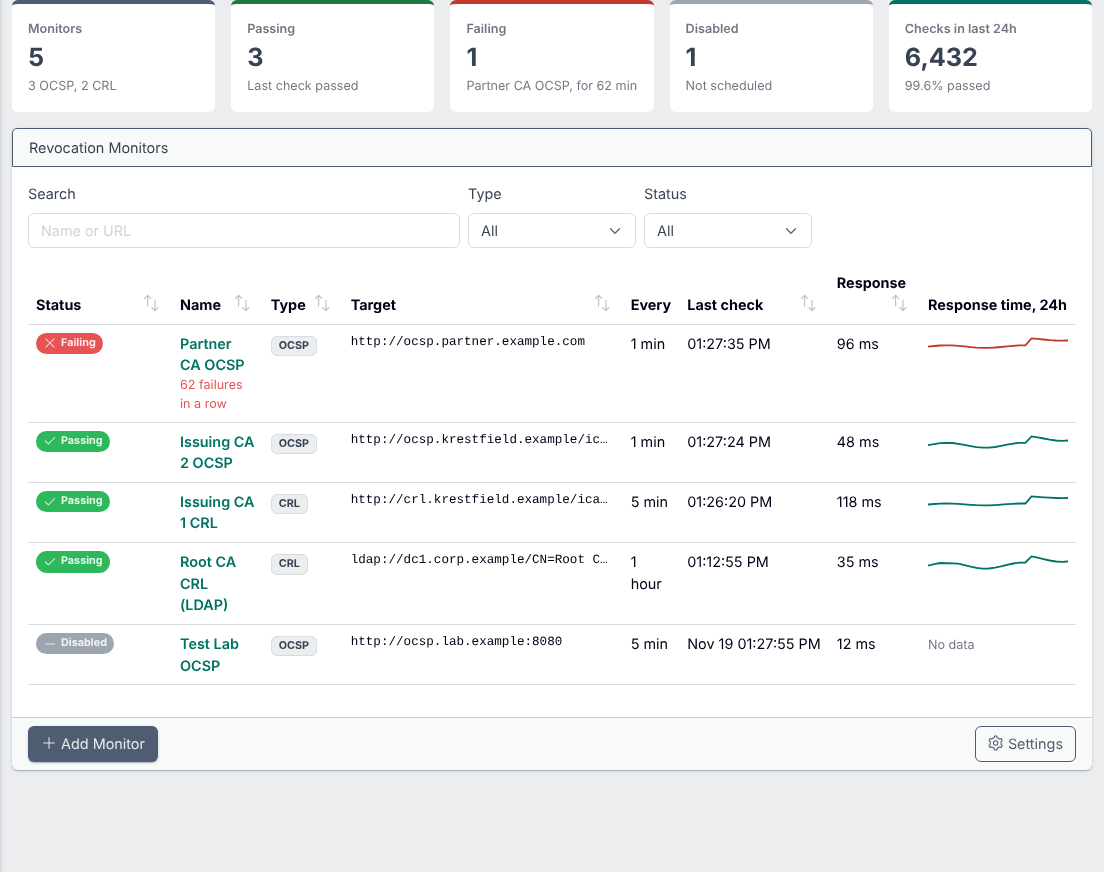 Monitors
5
3 OCSP, 2 CRL
Passing
3
Last check passed
Failing
1
Partner CA OCSP, for 62 min
Disabled
1
Not scheduled
Checks in last 24h
6,432
99.6% passed
Revocation Monitors
Search
Name or URL
Type
All
Status
All
Status Name Type Target Every Last check Response Response time, 24h
Failing
Partner
CA OCSP
62 failures
in a row
OCSP
http://ocsp.partner.example.com
1 min
01:27:35 PM
96 ms
Passing
Issuing CA
2 OCSP
OCSP
http://ocsp.krestfield.example/ic…
1 min
01:27:24 PM
48 ms
Passing
Issuing CA
1 CRL
CRL
http://crl.krestfield.example/ica…
5 min
01:26:20 PM
118 ms
Passing
Root CA
CRL
(LDAP)
CRL
ldap://dc1.corp.example/CN=Root C…
1
hour
01:12:55 PM
35 ms
Disabled
Test Lab
OCSP
OCSP
http://ocsp.lab.example:8080
5 min
Nov 19 01:27:55 PM
12 ms
No data
Add Monitor
Settings